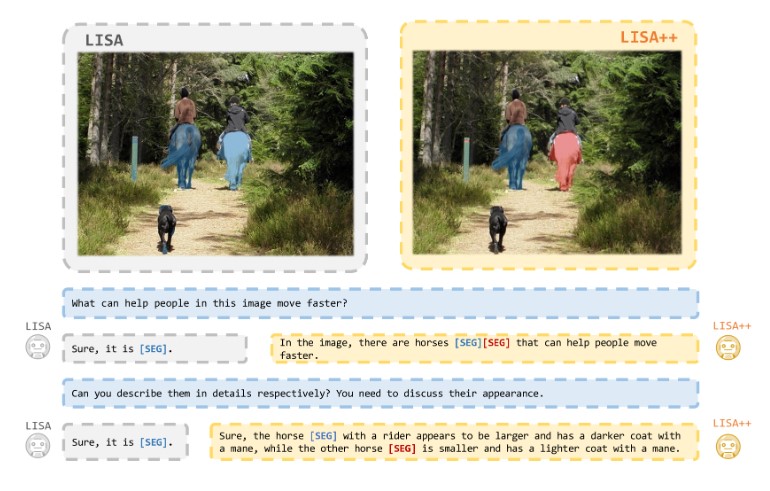 LISA
LISA++
What can help people in this image move faster?
LISA
LISA++
Sure, it is [SEG].
In the image, there are horses [SEG][SEG] that can help people move
faster.
Can you describe them in details respectively? You need to discuss their appearance.
LISA
LISA++
Sure, it is [SEG].
Sure, the horse [SEG] with a rider appears to be larger and has a darker coat with
a mane, while the other horse [SEG] is smaller and has a lighter coat with a mane.